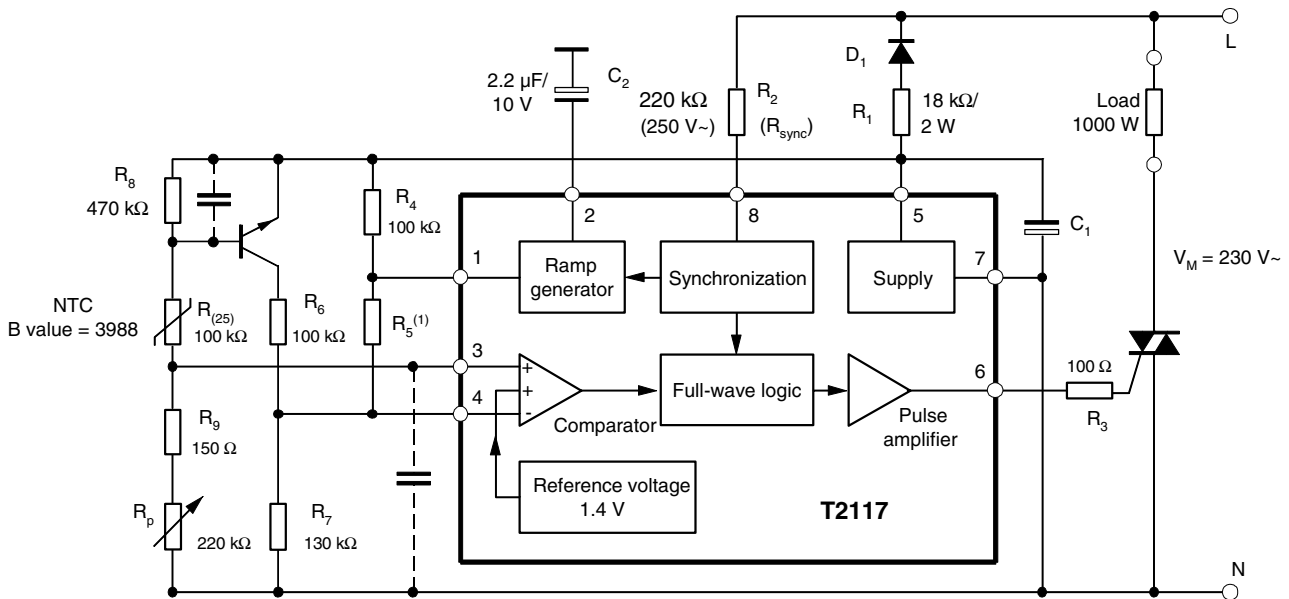 L
D1
C2
2.2 µF/
10 V
220 kΩ
(250 V~)
R2
(Rsync)
R1
18 kΩ/
2 W
Load
1000 W
R8
470 kΩ
R4
100 kΩ
2
8
5
C1
1
Ramp
generator
Synchronization
Supply
7
VM = 230 V~
NTC
B value = 3988
R(25)
100 kΩ
R6
100 kΩ
R5(1)
3
+
+
-
4
Comparator
Full-wave logic
Pulse
amplifier
6
100 Ω
R3
R9
150 Ω
Reference voltage
1.4 V
T2117
Rp
220 kΩ
R7
130 kΩ
N